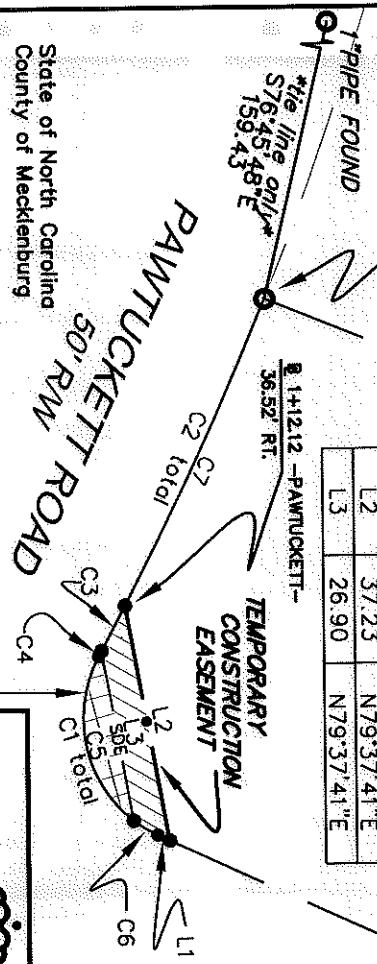 1"PIPE FOUND
*tie line only*
S76°45'48"E
159.43
L2 37.23 N79°37'41"E
L3 26.90 N79°37'41"E
@ 1+12.12 -PAWTUCKETT-
36.52' RT.
C7
C2 total
PAWTUCKETT ROAD
50' R/W
TEMPORARY
CONSTRUCTION
EASEMENT
C3
C4
L2
L3
SDE
C5
C1 total
L1
C6
State of North Carolina
County of Mecklenburg